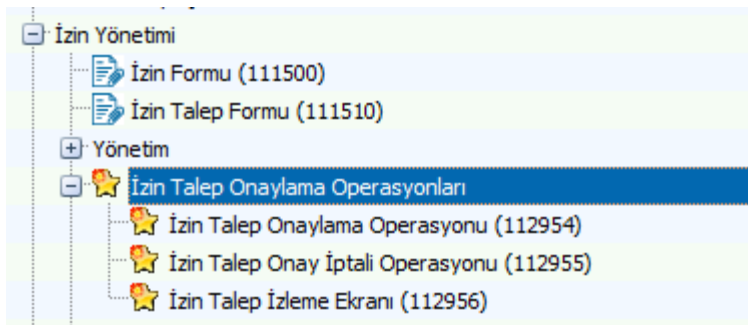 İzin Yönetimi
İzin Formu (111500)
İzin Talep Formu (111510)
Yönetim
İzin Talep Onaylama Operasyonları
İzin Talep Onaylama Operasyonu (112954)
İzin Talep Onay İptali Operasyonu (112955)
İzin Talep İzleme Ekranı (112956)